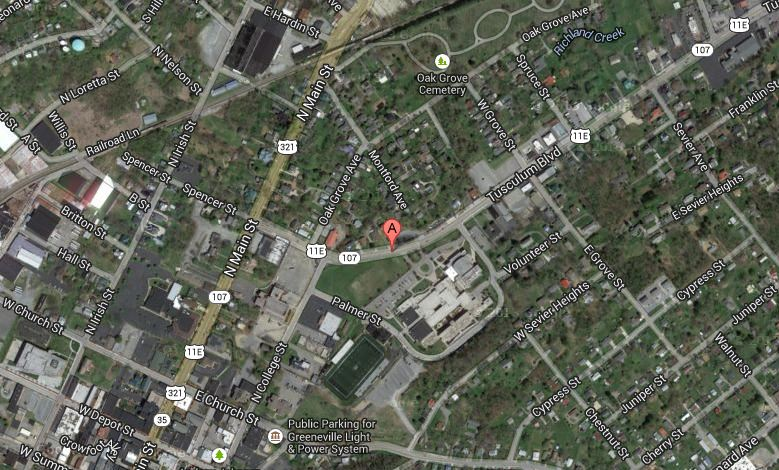 E Hardin St
S Hil
Ave
Oak Grove Ave
Richland Creek
11E
107
N Nelson St
N Loretta St
N Main St
Oak Grove
Cemetery
Spruce St
Franklin St
Willis St
A St
Railroad Ln
N Irish St
321
W Grove St
11E
Sevier Ave
Spencer St
Spencer St
Oak Grove Ave
Montford Ave
Tusculum Blvd
E Sevier Heights
B St
Britton St
Hall St
N Main St
11E
107
A
Volunteer St
E Grove St
Cypress St
Juniper St
107
N Irish St
W Church St
Palmer St
W Sevier Heights
Walnut St
11E
N College St
321
E Church St
Cypress St
Juniper St
Chestnut St
Cherry St
W Depot St
35
Public Parking for
Greeneville Light
& Power System
W Summ